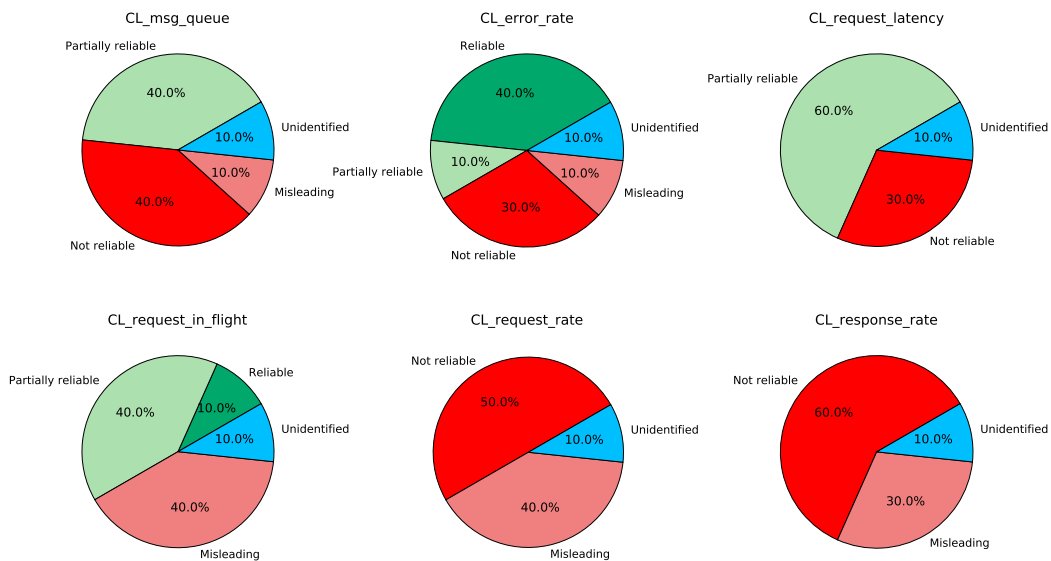 CL_msg_queue
Partially reliable
40.0%
Unidentified
10.0%
10.0%
Misleading
40.0%
Not reliable
CL_error_rate
Reliable
40.0%
Unidentified
10.0%
Partially reliable
10.0%
10.0%
Misleading
30.0%
Not reliable
CL_request_latency
Partially reliable
60.0%
Unidentified
10.0%
30.0%
Not reliable
CL_request_in_flight
Reliable
Partially reliable
40.0%
10.0%
Unidentified
10.0%
40.0%
Misleading
CL_request_rate
Not reliable
50.0%
Unidentified
10.0%
40.0%
Misleading
CL_response_rate
Not reliable
60.0%
Unidentified
10.0%
30.0%
Misleading